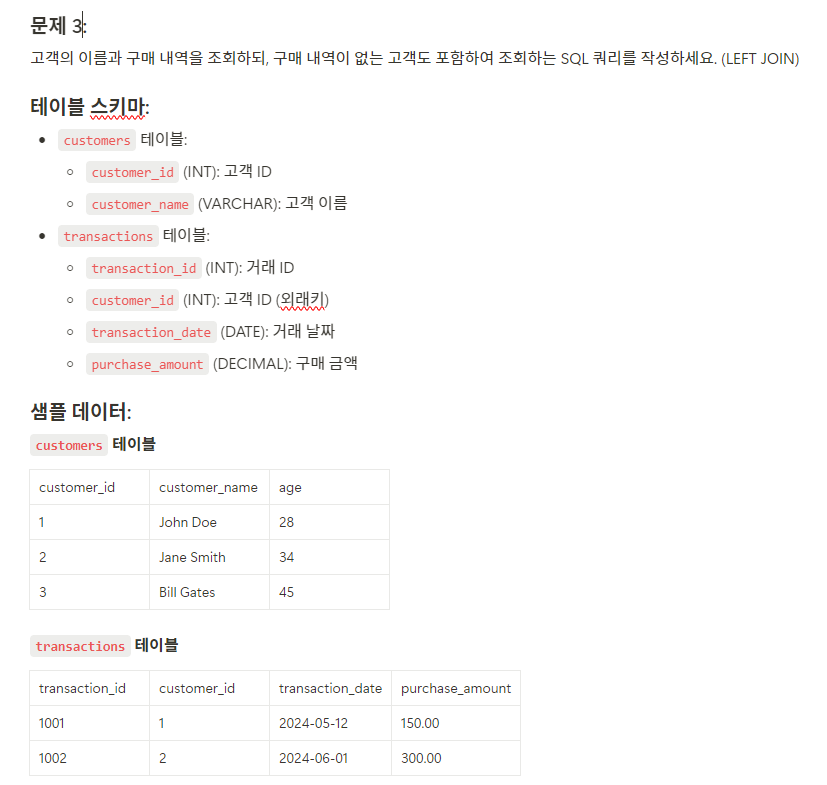 문제 3:
고객의 이름과 구매 내역을 조회하되, 구매 내역이 없는 고객도 포함하여 조회하는 SQL 쿼리를 작성하세요. (LEFT JOIN)
테이블 스키마:
customers 테이블:
customer_id (INT): 고객 ID
customer_name (VARCHAR): 고객 이름
transactions 테이블:
transaction_id (INT): 거래 ID
customer_id (INT): 고객 ID (외래키)
transaction_date (DATE): 거래 날짜
purchase_amount (DECIMAL): 구매 금액
샘플 데이터:
customers 테이블
customer_id customer_name age
1 John Doe 28
2 Jane Smith 34
3 Bill Gates 45
transactions 테이블
transaction_id customer_id transaction_date purchase_amount
1001 1 2024-05-12 150.00
1002 2 2024-06-01 300.00